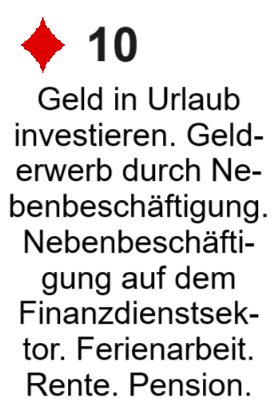 10
Geld in Urlaub
investieren. Geld-
erwerb durch Ne-
benbeschäftigung.
Nebenbeschäfti-
gung auf dem
Finanzdienstsek-
tor. Ferienarbeit.
Rente. Pension.